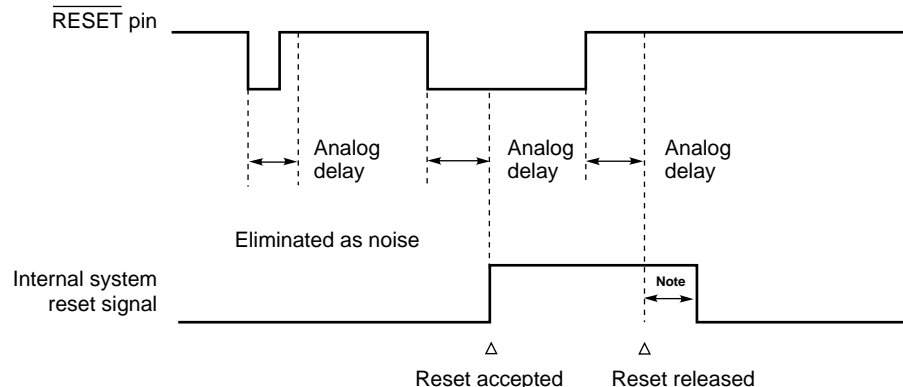 RESET pin
Analog
delay
Analog
delay
Analog
delay
Eliminated as noise
Internal system
reset signal
Note
△
△
Reset accepted
Reset released